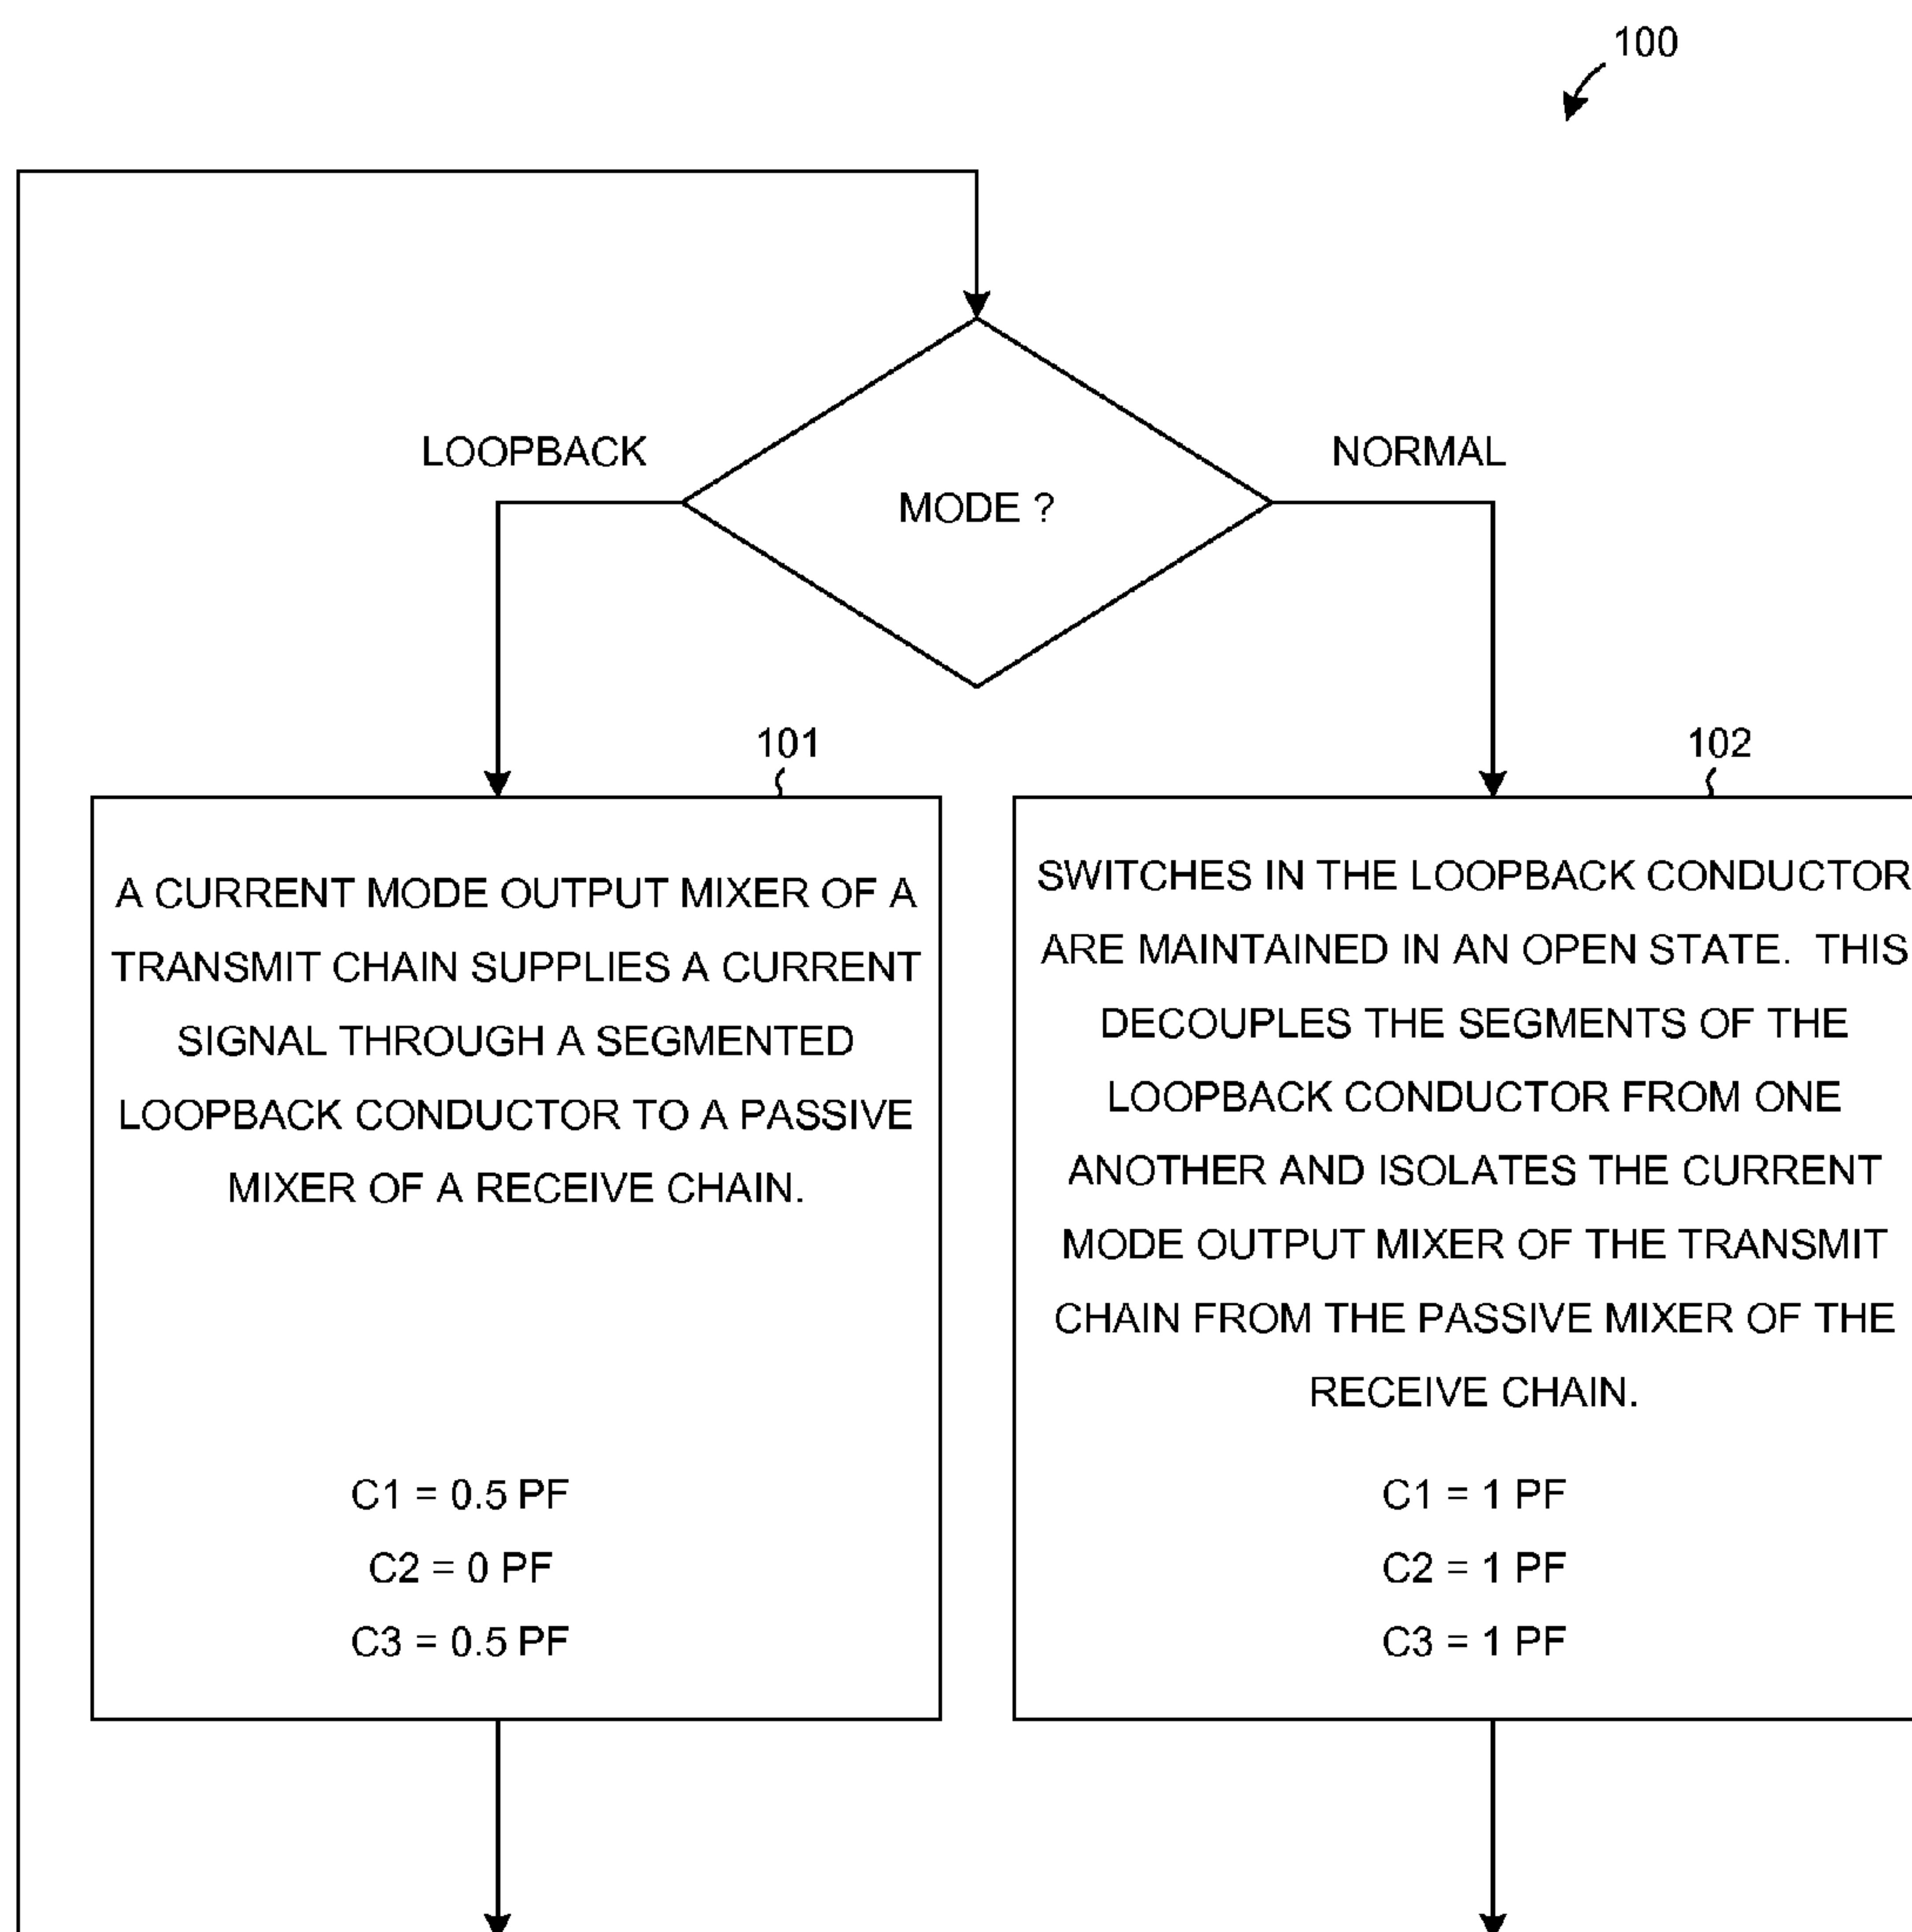 100
LOOPBACK
NORMAL
MODE ?
101
A CURRENT MODE OUTPUT MIXER OF A
TRANSMIT CHAIN SUPPLIES A CURRENT
SIGNAL THROUGH A SEGMENTED
LOOPBACK CONDUCTOR TO A PASSIVE
MIXER OF A RECEIVE CHAIN.
C1 = 0.5 PF
C2 = 0 PF
C3 = 0.5 PF
102
SWITCHES IN THE LOOPBACK CONDUCTOR
ARE MAINTAINED IN AN OPEN STATE. THIS
DECOUPLES THE SEGMENTS OF THE
LOOPBACK CONDUCTOR FROM ONE
ANOTHER AND ISOLATES THE CURRENT
MODE OUTPUT MIXER OF THE TRANSMIT
CHAIN FROM THE PASSIVE MIXER OF THE
RECEIVE CHAIN.
C1 = 1 PF
C2 = 1 PF
C3 = 1 PF